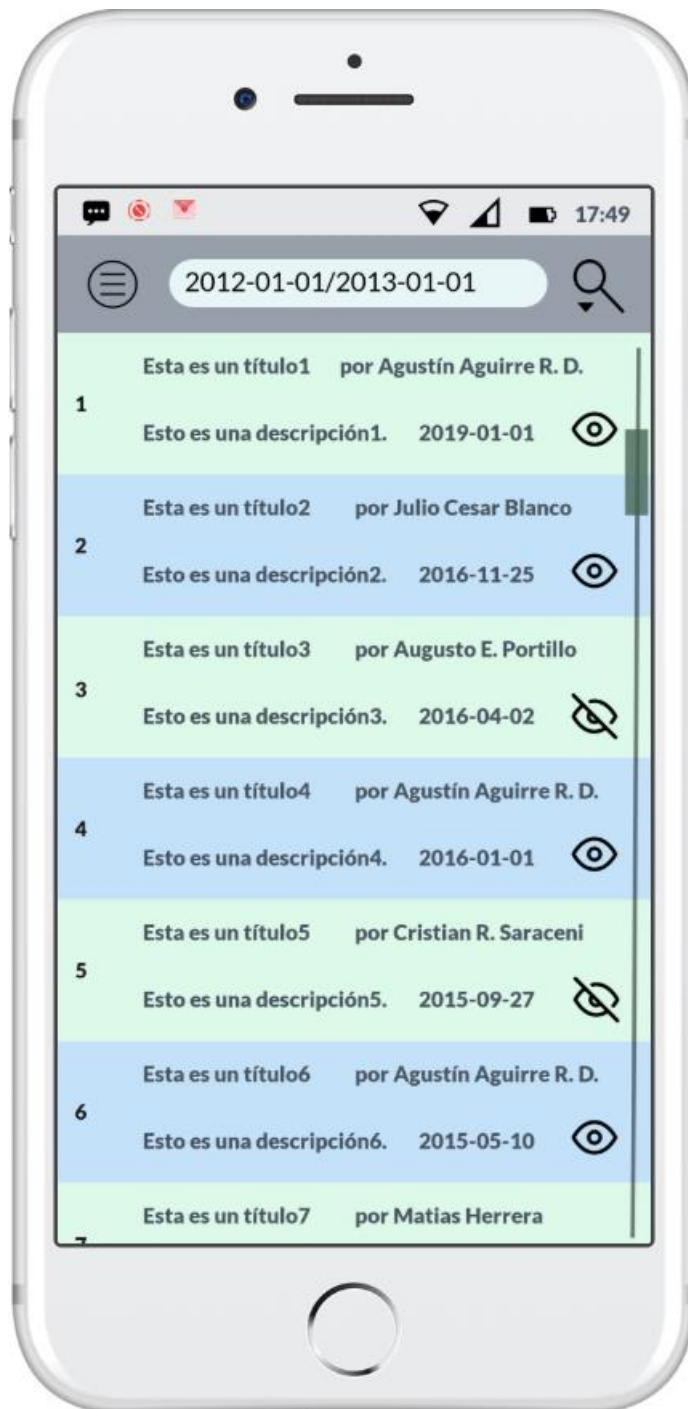 17:49
2012-01-01/2013-01-01
Esta es un título1 por Agustín Aguirre R. D.
1
Esto es una descripción1. 2019-01-01
Esta es un título2 por Julio Cesar Blanco
2
Esto es una descripción2. 2016-11-25
Esta es un título3 por Augusto E. Portillo
3
Esto es una descripción3. 2016-04-02
Esta es un título4 por Agustín Aguirre R. D.
4
Esto es una descripción4. 2016-01-01
Esta es un título5 por Cristian R. Saraceni
5
Esto es una descripción5. 2015-09-27
Esta es un título6 por Agustín Aguirre R. D.
6
Esto es una descripción6. 2015-05-10
Esta es un título7 por Matias Herrera